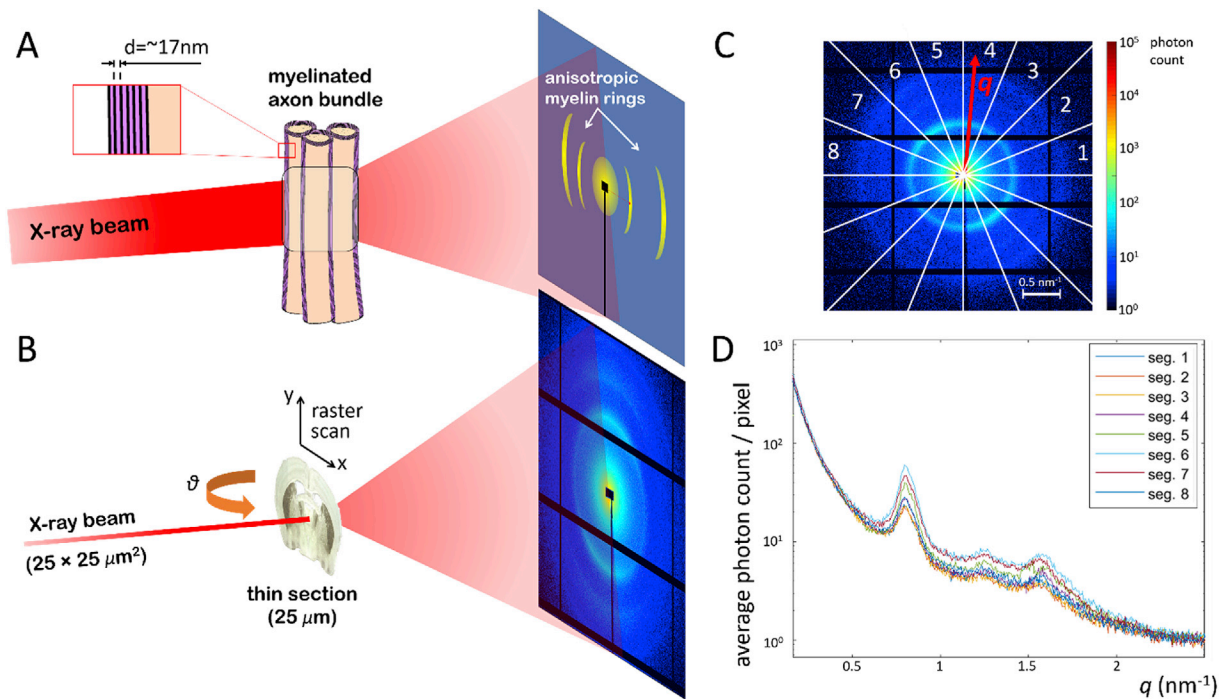 A
d=~17nm
myelinated
axon bundle
anisotropic
myelin rings
X-ray beam
B
y
raster
scan
x
ϑ
X-ray beam
(25 × 25 μm²)
thin section
(25 μm)
C
5
4
6
3
q
7
2
8
1
0.5 nm⁻¹
10⁵
photon
count
10⁴
10³
10²
10¹
10⁰
D
average photon count / pixel
10³
10²
10¹
10⁰
seg. 1
seg. 2
seg. 3
seg. 4
seg. 5
seg. 6
seg. 7
seg. 8
0.5
1
1.5
2
q (nm⁻¹)